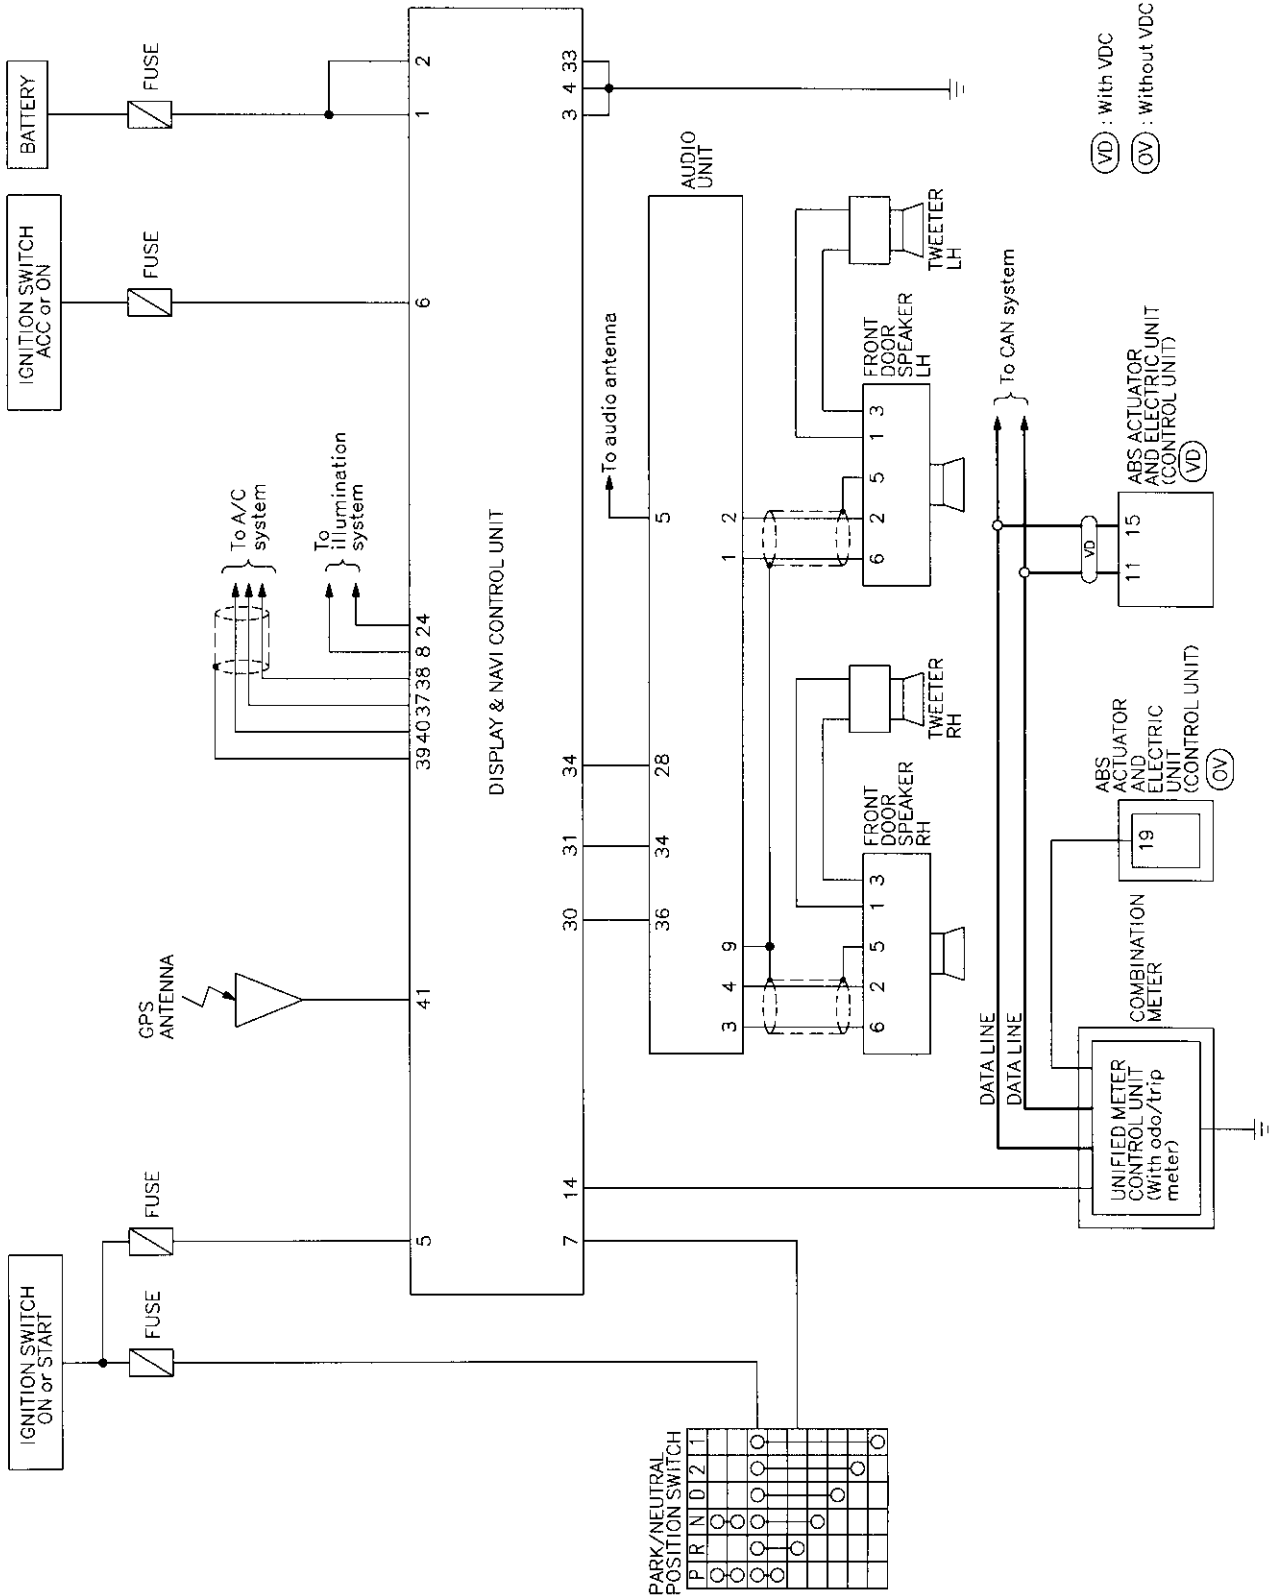 IGNITION SWITCH
ON or START
FUSE
FUSE
GPS
ANTENNA
To A/C
system
To
illumination
system
IGNITION SWITCH
ACC or ON
FUSE
BATTERY
FUSE
5
41
39
40
37
38
8
24
6
1
2
DISPLAY & NAVI CONTROL UNIT
7
14
30
31
34
3
4
33
PARK/NEUTRAL
POSITION SWITCH
P R N D 2 1
36
34
28
5
To audio antenna
AUDIO
UNIT
3
4
9
1
2
6
2
5
1
3
FRONT
DOOR
SPEAKER
RH
TWEETER
RH
6
2
5
1
3
FRONT
DOOR
SPEAKER
LH
TWEETER
LH
DATA LINE
DATA LINE
To CAN system
UNIFIED METER
CONTROL UNIT
(With odo/trip
meter)
COMBINATION
METER
19
ABS
ACTUATOR
AND
ELECTRIC
UNIT
(CONTROL UNIT)
OV
VD
11
15
ABS ACTUATOR
AND ELECTRIC UNIT
(CONTROL UNIT)
VD
VD : With VDC
OV : Without VDC